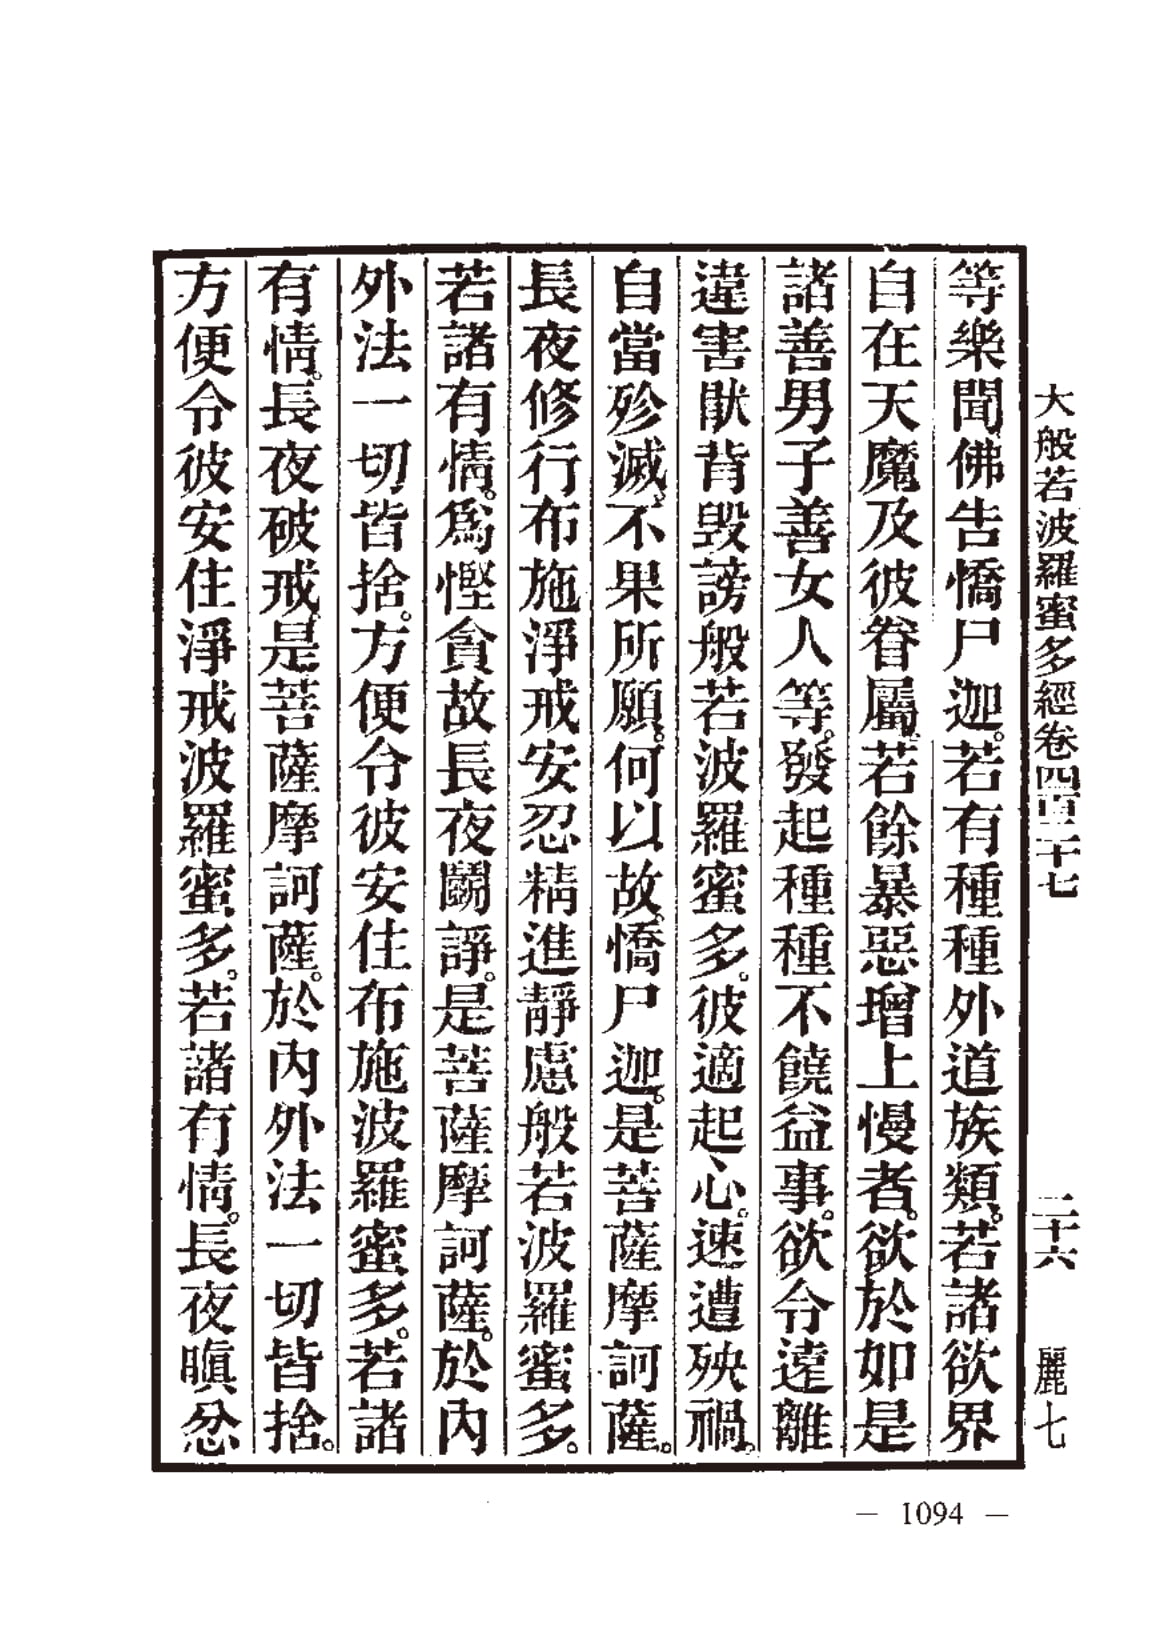 大般若波羅蜜多經卷四百二十七 二十六 麗七
等樂聞佛告憍尸迦。若有種種外道族類。若諸欲界
自在天魔及彼眷屬。若餘暴惡增上慢者。欲於如是
諸善男子善女人等。發起種種不饒益事。欲令遠離
違害猒背毀謗般若波羅蜜多。彼適起心。速遭殃禍。
自當殄滅、不果所願。何以故。憍尸迦。是菩薩摩訶薩。
長夜修行布施淨戒安忍精進靜慮般若波羅蜜多。
若諸有情。爲慳貪故長夜鬭諍。是菩薩摩訶薩。於內
外法一切皆捨。方便令彼安住布施波羅蜜多。若諸
有情。長夜破戒。是菩薩摩訶薩。於內外法一切皆捨。
方便令彼安住淨戒波羅蜜多。若諸有情。長夜瞋忿
— 1094 —